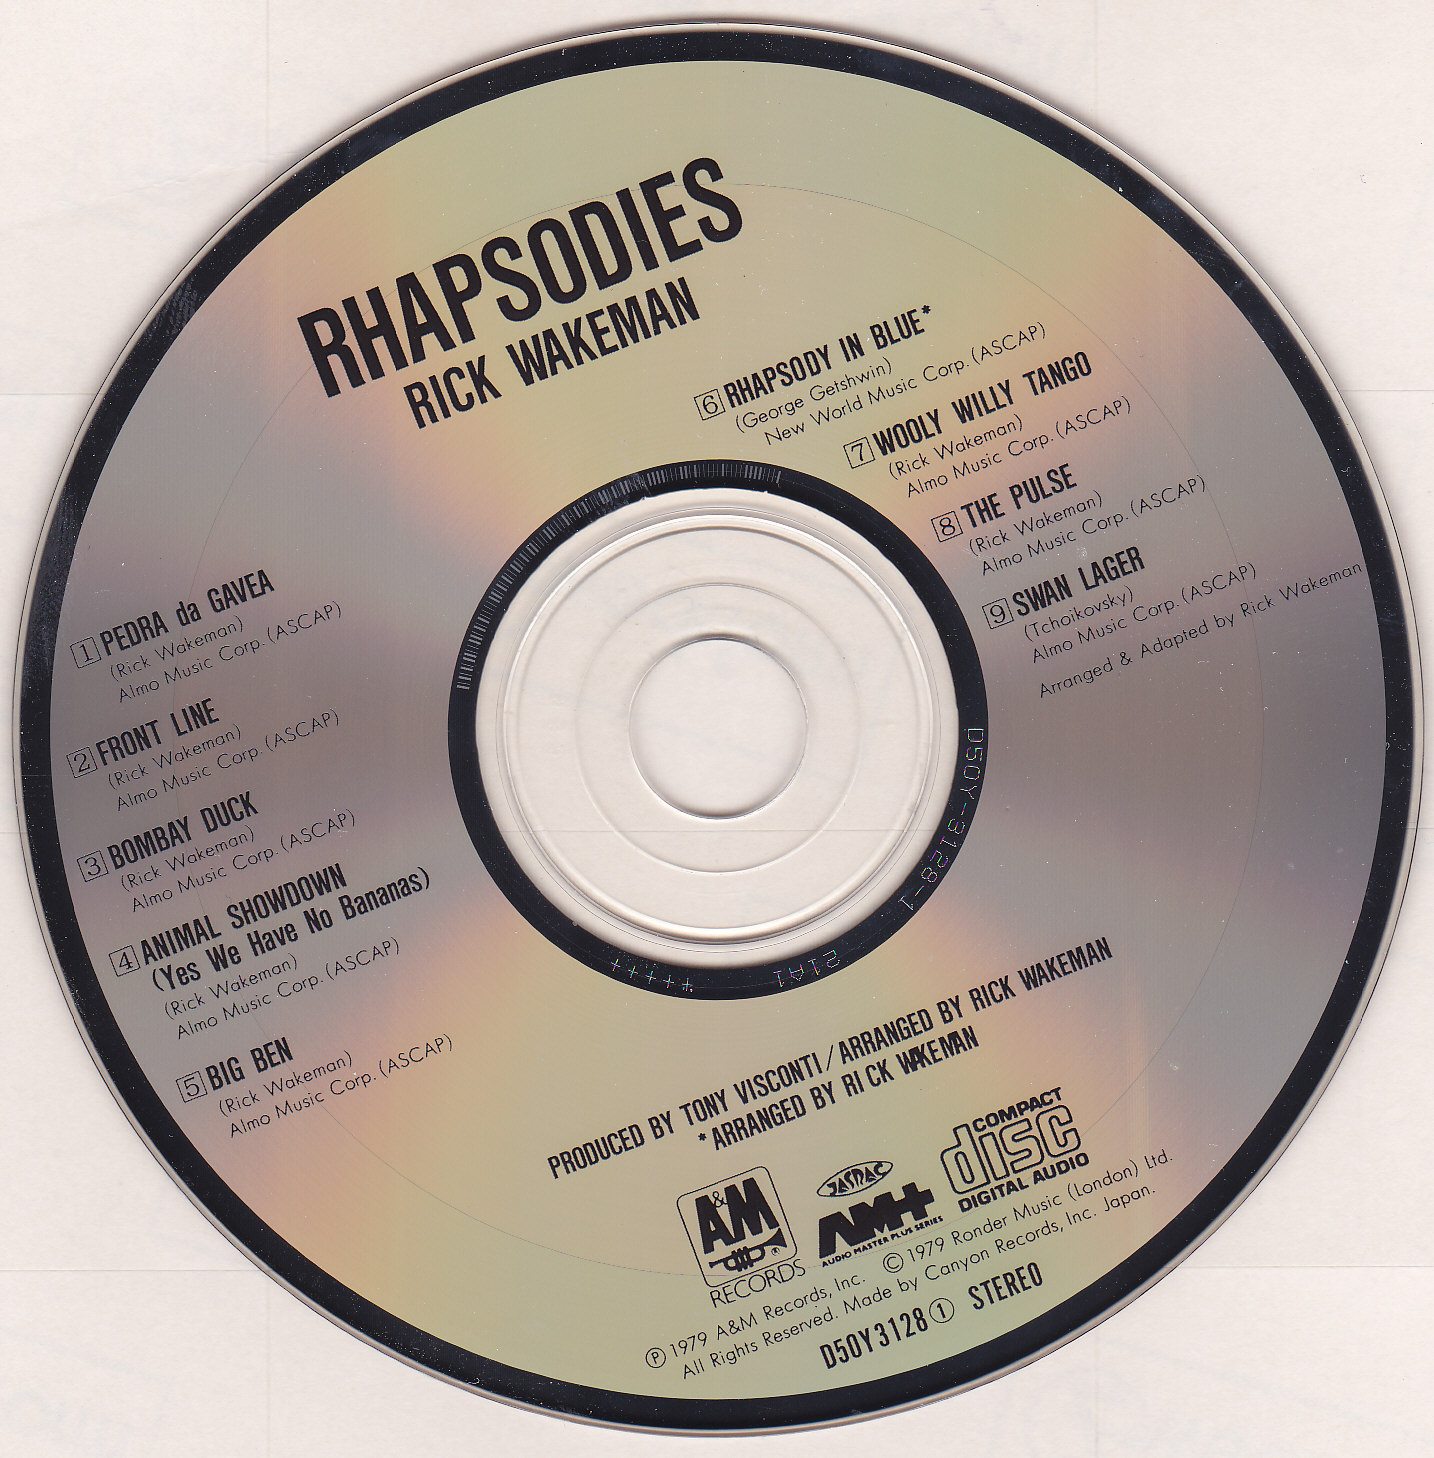 RHAPSODIES
RICK WAKEMAN
1 PEDRA da GAVEA
(Rick Wakeman)
Almo Music Corp. (ASCAP)
2 FRONT LINE
(Rick Wakeman)
Almo Music Corp. (ASCAP)
3 BOMBAY DUCK
(Rick Wakeman)
Almo Music Corp. (ASCAP)
4 ANIMAL SHOWDOWN
(Yes We Have No Bananas)
(Rick Wakeman)
Almo Music Corp. (ASCAP)
5 BIG BEN
(Rick Wakeman)
Almo Music Corp. (ASCAP)
6 RHAPSODY IN BLUE*
(George Getshwin)
New World Music Corp. (ASCAP)
7 WOOLY WILLY TANGO
(Rick Wakeman)
Almo Music Corp. (ASCAP)
8 THE PULSE
(Rick Wakeman)
Almo Music Corp. (ASCAP)
9 SWAN LAGER
(Tchoikovsky)
Almo Music Corp. (ASCAP)
Arranged & Adapted by Rick Wakeman
D50Y-3128-1 21A1 +++++
PRODUCED BY TONY VISCONTI/ARRANGED BY RICK WAKEMAN
*ARRANGED BY RICK WAKEMAN
A&M ®
RECORDS
JASRAC
AM+
AUDIO MASTER PLUS SERIES
COMPACT
disc
DIGITAL AUDIO
℗ 1979 A&M Records, Inc. © 1979 Ronder Music (London) Ltd.
All Rights Reserved. Made by Canyon Records, Inc. Japan.
D50Y3128① STEREO